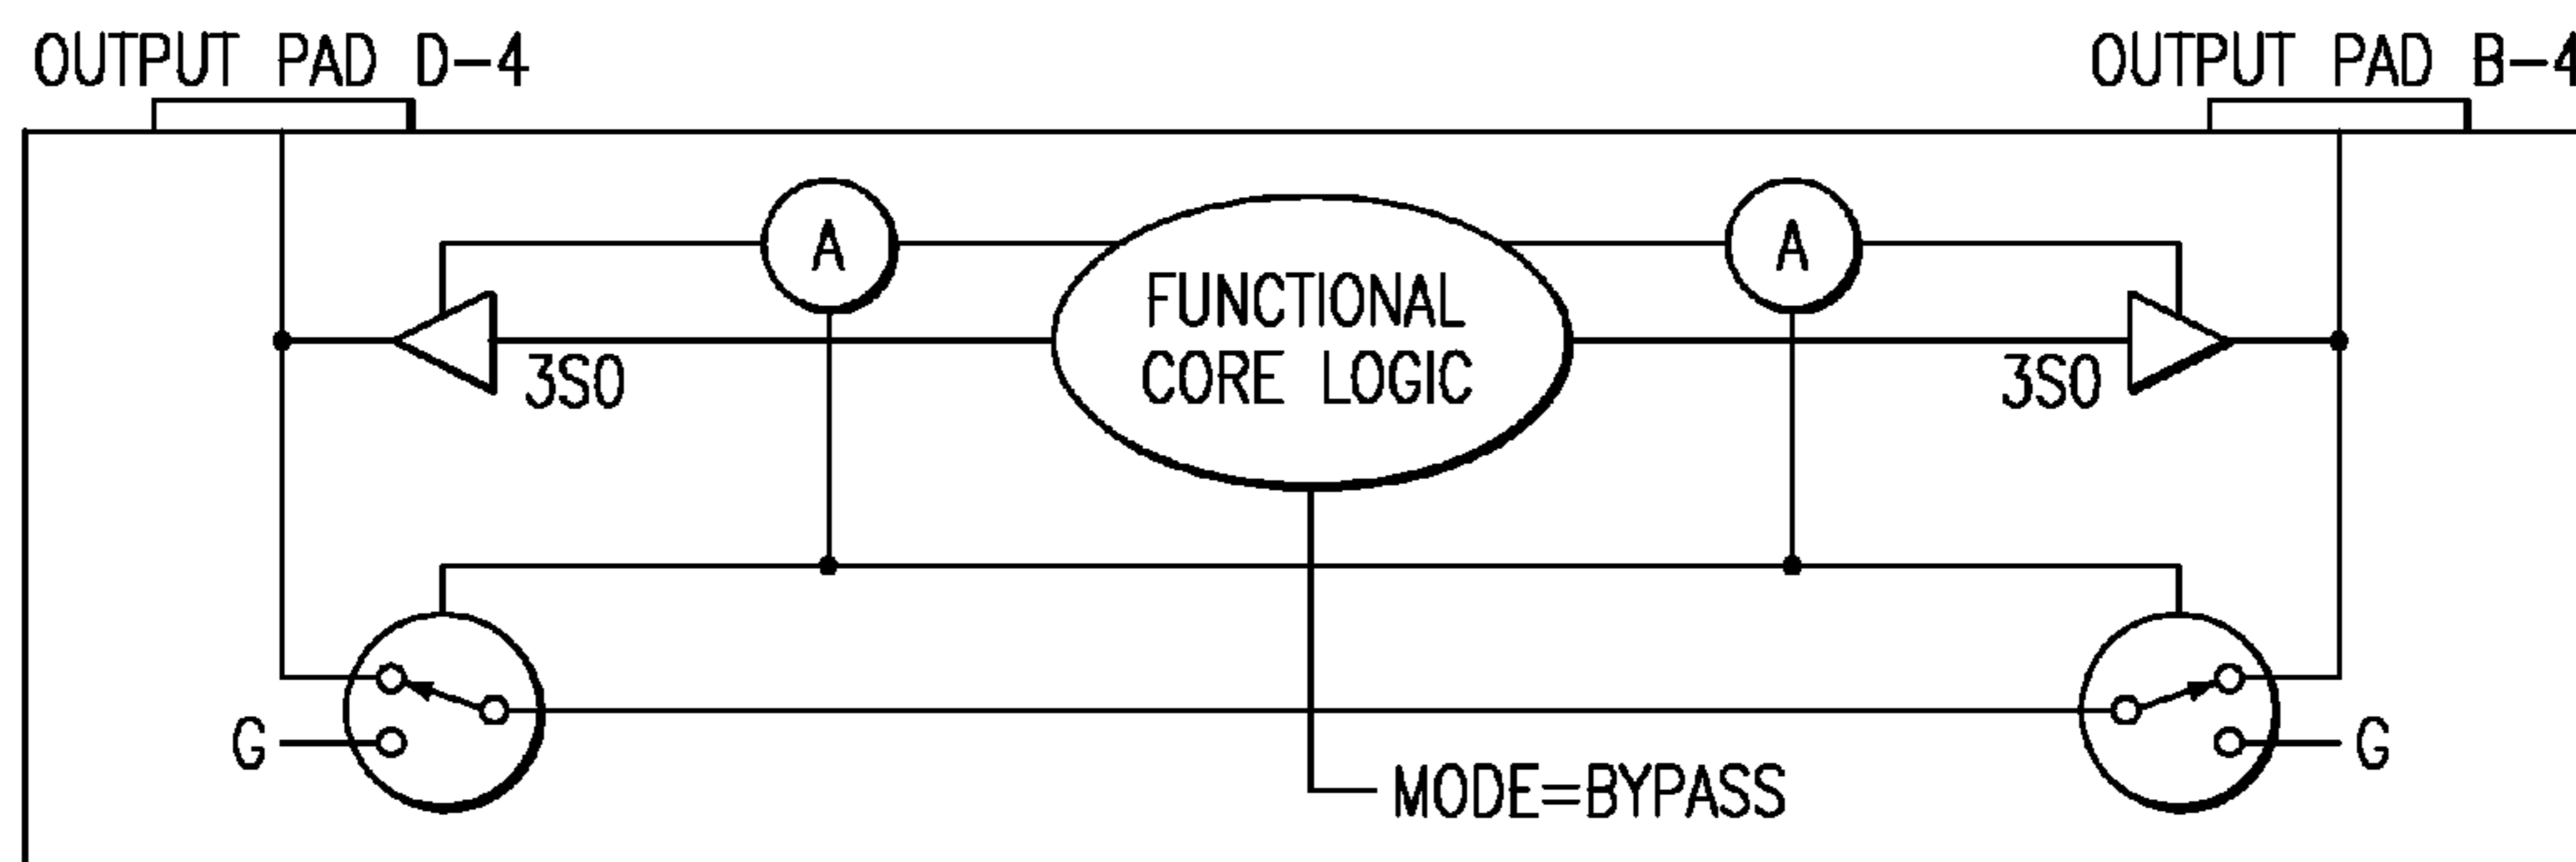 OUTPUT PAD D-4
OUTPUT PAD B-4
A
A
FUNCTIONAL
CORE LOGIC
3SO
3SO
G
G
MODE=BYPASS